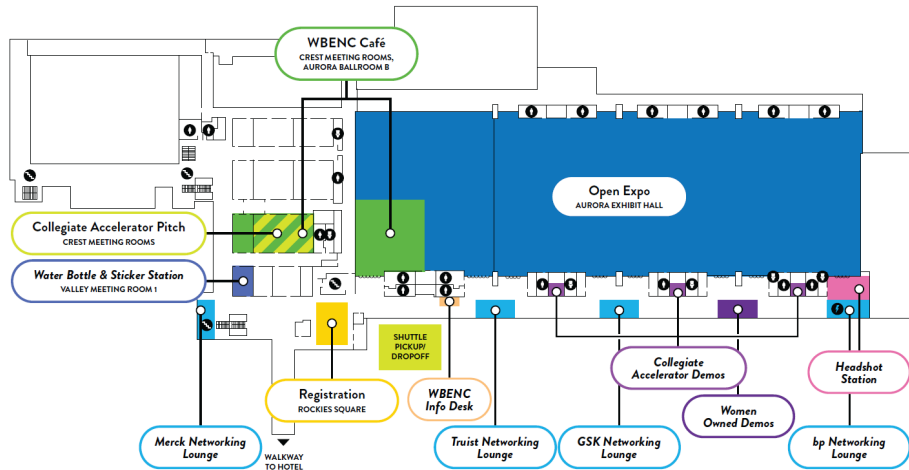 WBENC Café
CREST MEETING ROOMS,
AURORA BALLROOM B
Open Expo
AURORA EXHIBIT HALL
Collegiate Accelerator Pitch
CREST MEETING ROOMS
Water Bottle & Sticker Station
VALLEY MEETING ROOM 1
SHUTTLE
PICKUP/
DROPOFF
Registration
ROCKIES SQUARE
WBENC
Info Desk
Collegiate
Accelerator Demos
Headshot
Station
Women
Owned Demos
Merck Networking
Lounge
WALKWAY
TO HOTEL
Truist Networking
Lounge
GSK Networking
Lounge
bp Networking
Lounge